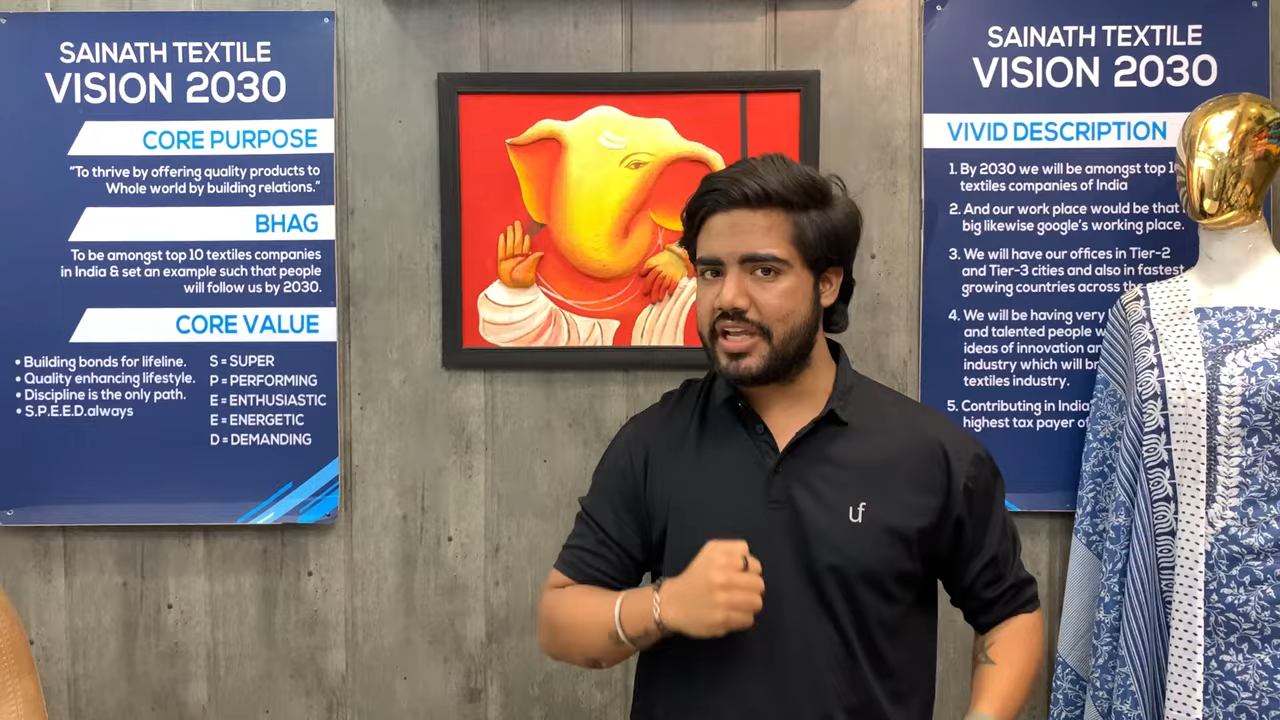 SAINATH TEXTILE
VISION 2030
CORE PURPOSE
"To thrive by offering quality products to
Whole world by building relations."
BHAG
To be amongst top 10 textiles companies
in India & set an example such that people
will follow us by 2030.
CORE VALUE
• Building bonds for lifeline.
• Quality enhancing lifestyle.
• Discipline is the only path.
• S.P.E.E.D.always
S = SUPER
P = PERFORMING
E = ENTHUSIASTIC
E = ENERGETIC
D = DEMANDING
SAINATH TEXTILE
VISION 2030
VIVID DESCRIPTION
1. By 2030 we will be amongst top
textiles companies of India
2. And our work place would be that
big likewise google's working place.
3. We will have our offices in Tier-2
and Tier-3 cities and also in fastest
growing countries across
4. We will be having very
and talented people
ideas of innovation
industry which will
textiles industry.
5. Contributing in India
highest tax payer
uf